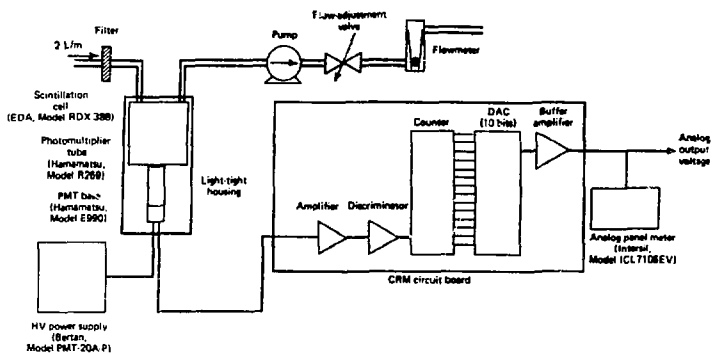 Filter
2 L/m
Scintillation
cell
(EDA, Model RDX 388)
Photomultiplier
tube
(Hamamatsu,
Model R268)
PMT base
(Hamamatsu,
Model E990)
HV power supply
(Bertan,
Model PMT-20A-P)
Light-tight
housing
Pump
Flow-adjustment
valve
Flowmeter
Amplifier
Discriminator
Counter
DAC
(10 bits)
Buffer
amplifier
CRM circuit board
Analog
output
voltage
Analog panel meter
(Intersil,
Model ICL7106EV)